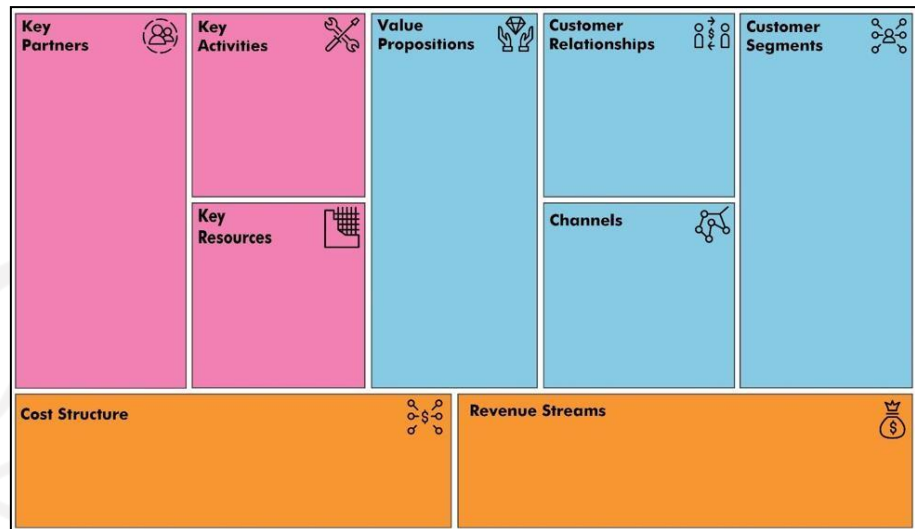 Key
Partners
Key
Activities
Key
Resources
Value
Propositions
Customer
Relationships
Channels
Customer
Segments
Cost Structure
Revenue Streams